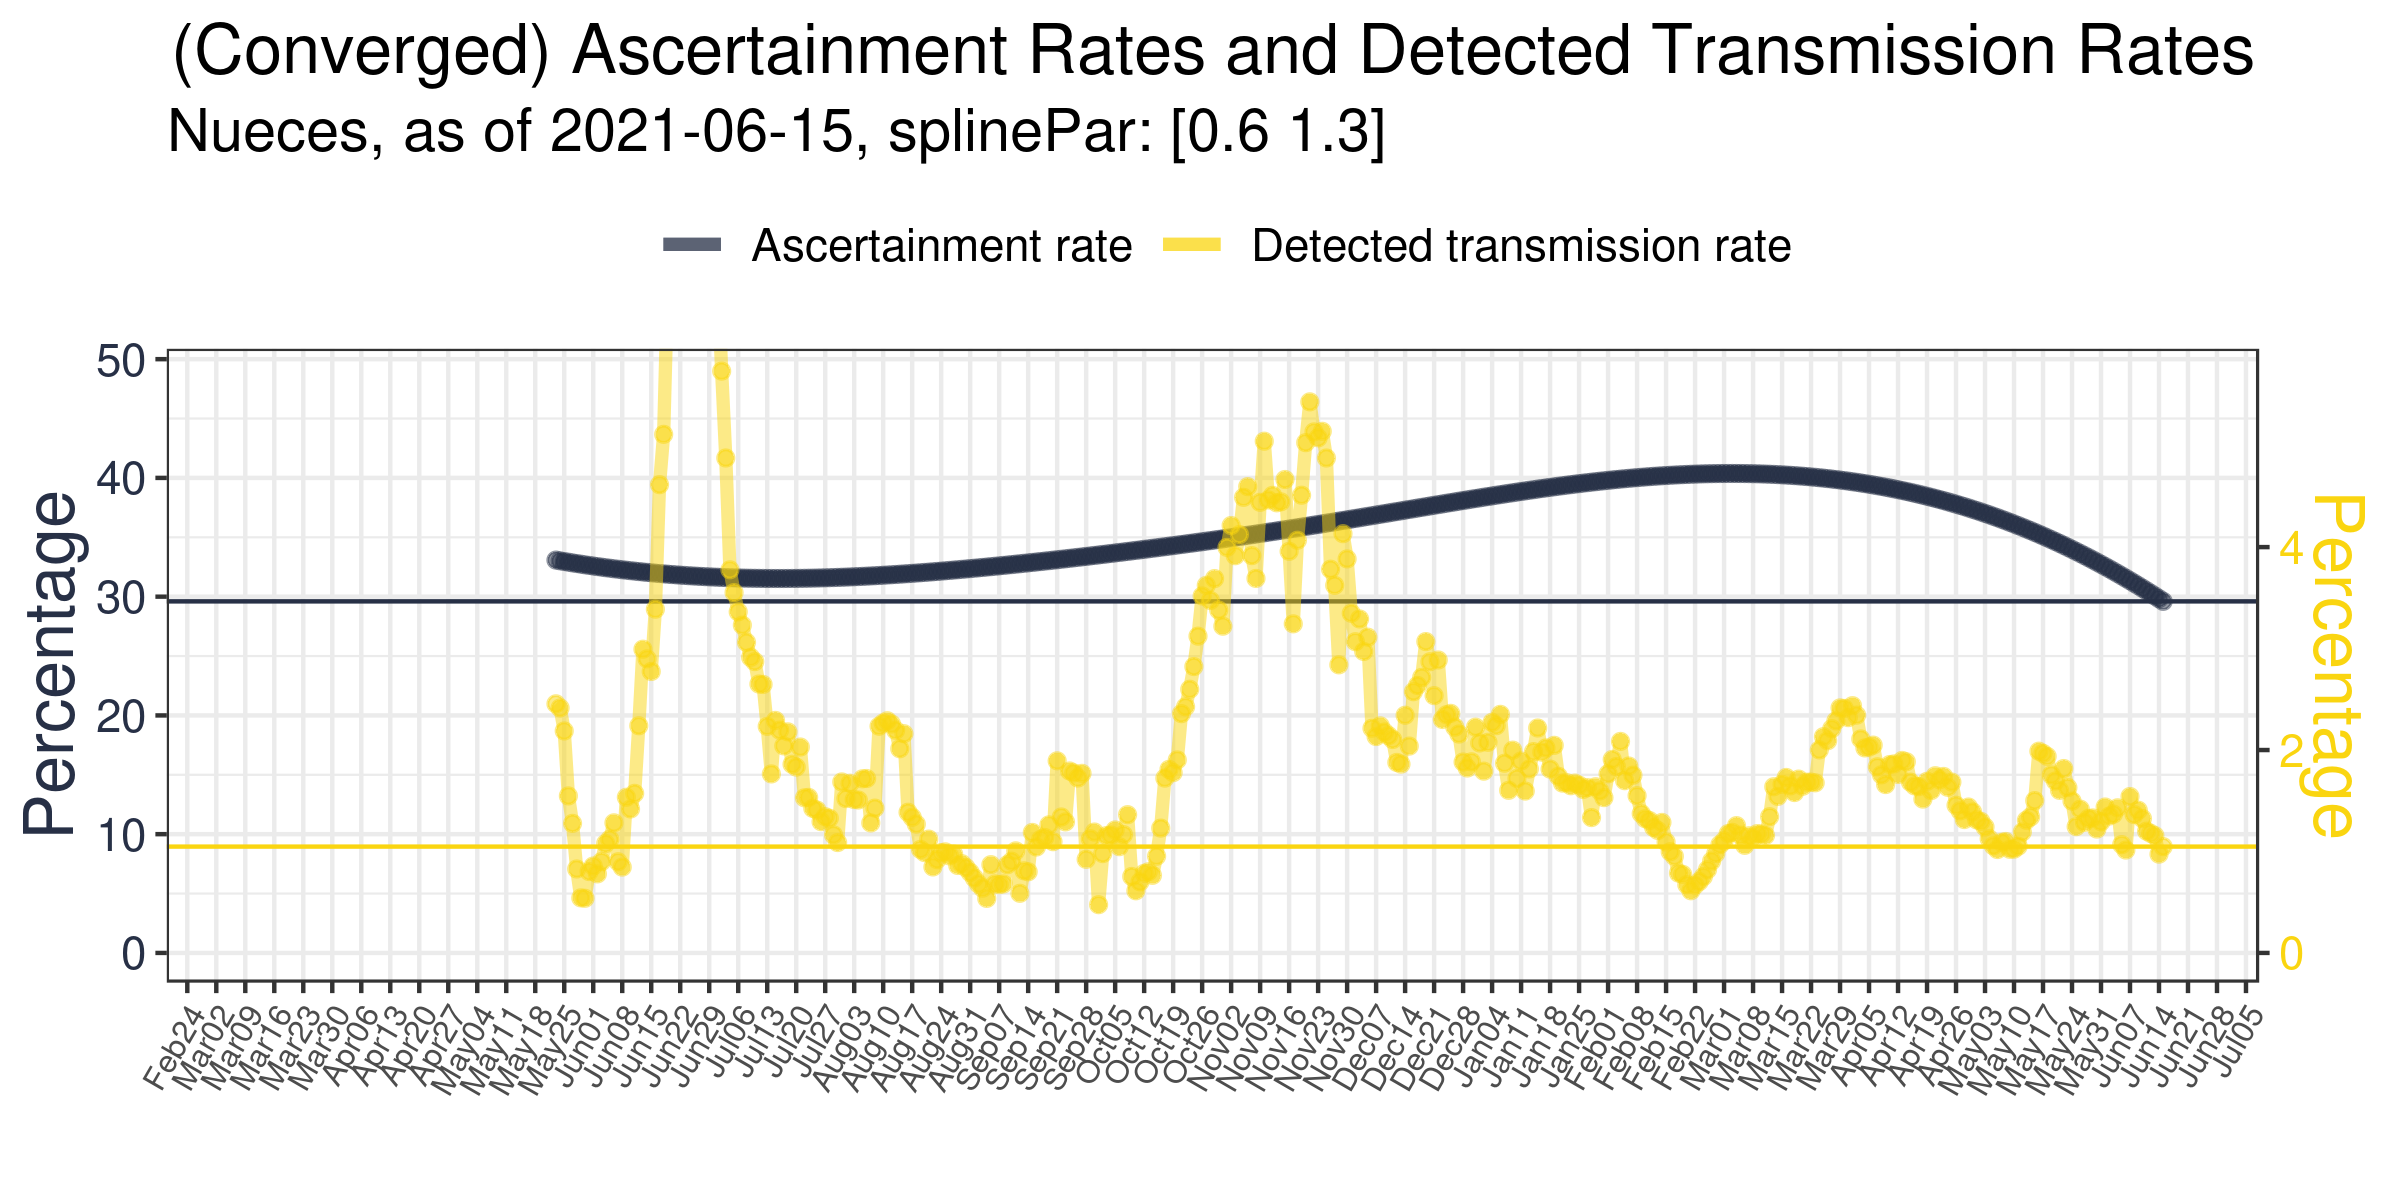 (Converged) Ascertainment Rates and Detected Transmission Rates
Nueces, as of 2021-06-15, splinePar: [0.6 1.3]
Ascertainment rate
Detected transmission rate
Percentage
50
40
30
20
10
0
Percentage
4
2
0
Feb24
Mar02
Mar09
Mar16
Mar23
Mar30
Apr06
Apr13
Apr20
Apr27
May04
May11
May18
May25
Jun01
Jun08
Jun15
Jun22
Jun29
Jul06
Jul13
Jul20
Jul27
Aug03
Aug10
Aug17
Aug24
Aug31
Sep07
Sep14
Sep21
Sep28
Oct05
Oct12
Oct19
Oct26
Nov02
Nov09
Nov16
Nov23
Nov30
Dec07
Dec14
Dec21
Dec28
Jan04
Jan11
Jan18
Jan25
Feb01
Feb08
Feb15
Feb22
Mar01
Mar08
Mar15
Mar22
Mar29
Apr05
Apr12
Apr19
Apr26
May03
May10
May17
May24
May31
Jun07
Jun14
Jun21
Jun28
Jul05